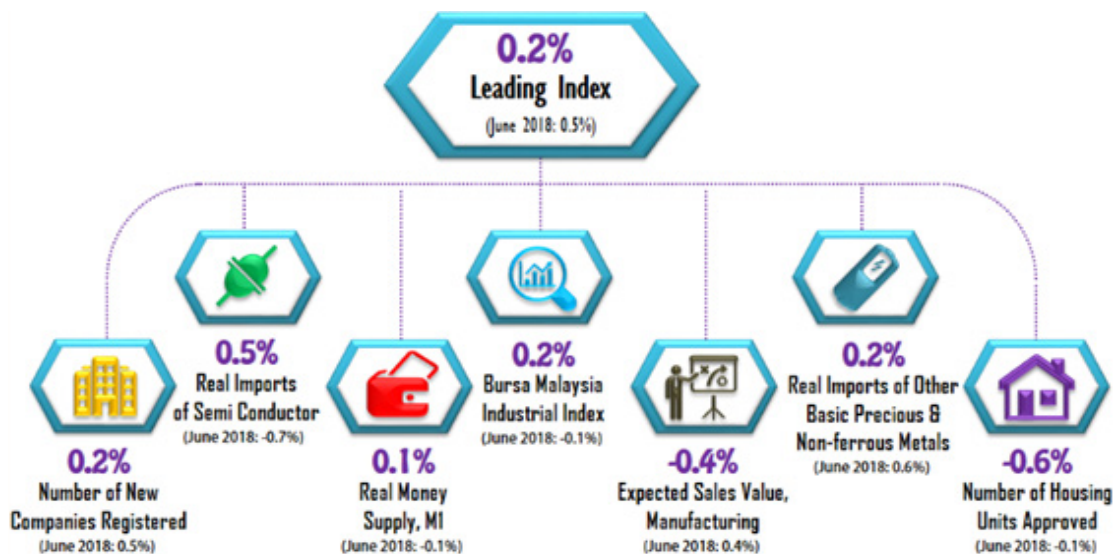 0.2%
Leading Index
(June 2018: 0.5%)
0.2%
Number of New
Companies Registered
(June 2018: 0.5%)
0.5%
Real Imports
of Semi Conductor
(June 2018: -0.7%)
0.1%
Real Money
Supply, M1
(June 2018: -0.1%)
0.2%
Bursa Malaysia
Industrial Index
(June 2018: -0.1%)
-0.4%
Expected Sales Value,
Manufacturing
(June 2018: 0.4%)
0.2%
Real Imports of Other
Basic Precious &
Non-ferrous Metals
(June 2018: 0.6%)
-0.6%
Number of Housing
Units Approved
(June 2018: -0.1%)